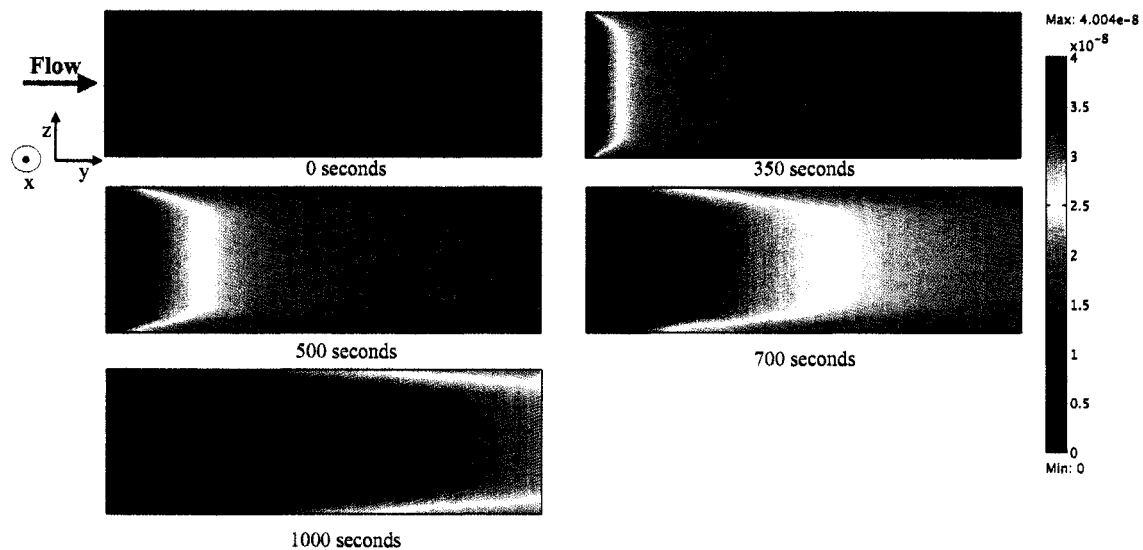 Flow
z
x
y
0 seconds
350 seconds
500 seconds
700 seconds
1000 seconds
Max: 4.004e-8
x10⁻⁸
4
3.5
3
2.5
2
1.5
1
0.5
0
Min: 0